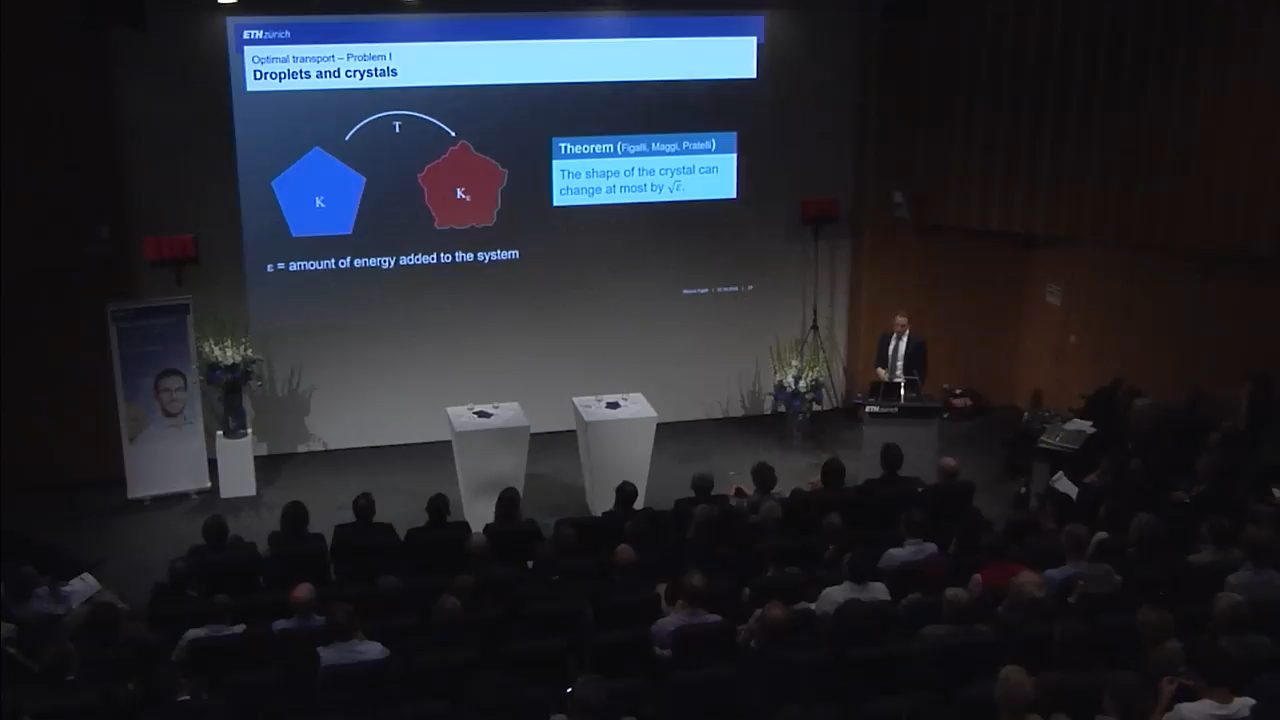 ETH zürich
Optimal transport – Problem I
Droplets and crystals
T
K
Kε
Theorem (Figalli, Maggi, Pratelli)
The shape of the crystal can
change at most by √ε.
ε = amount of energy added to the system
ETH zürich